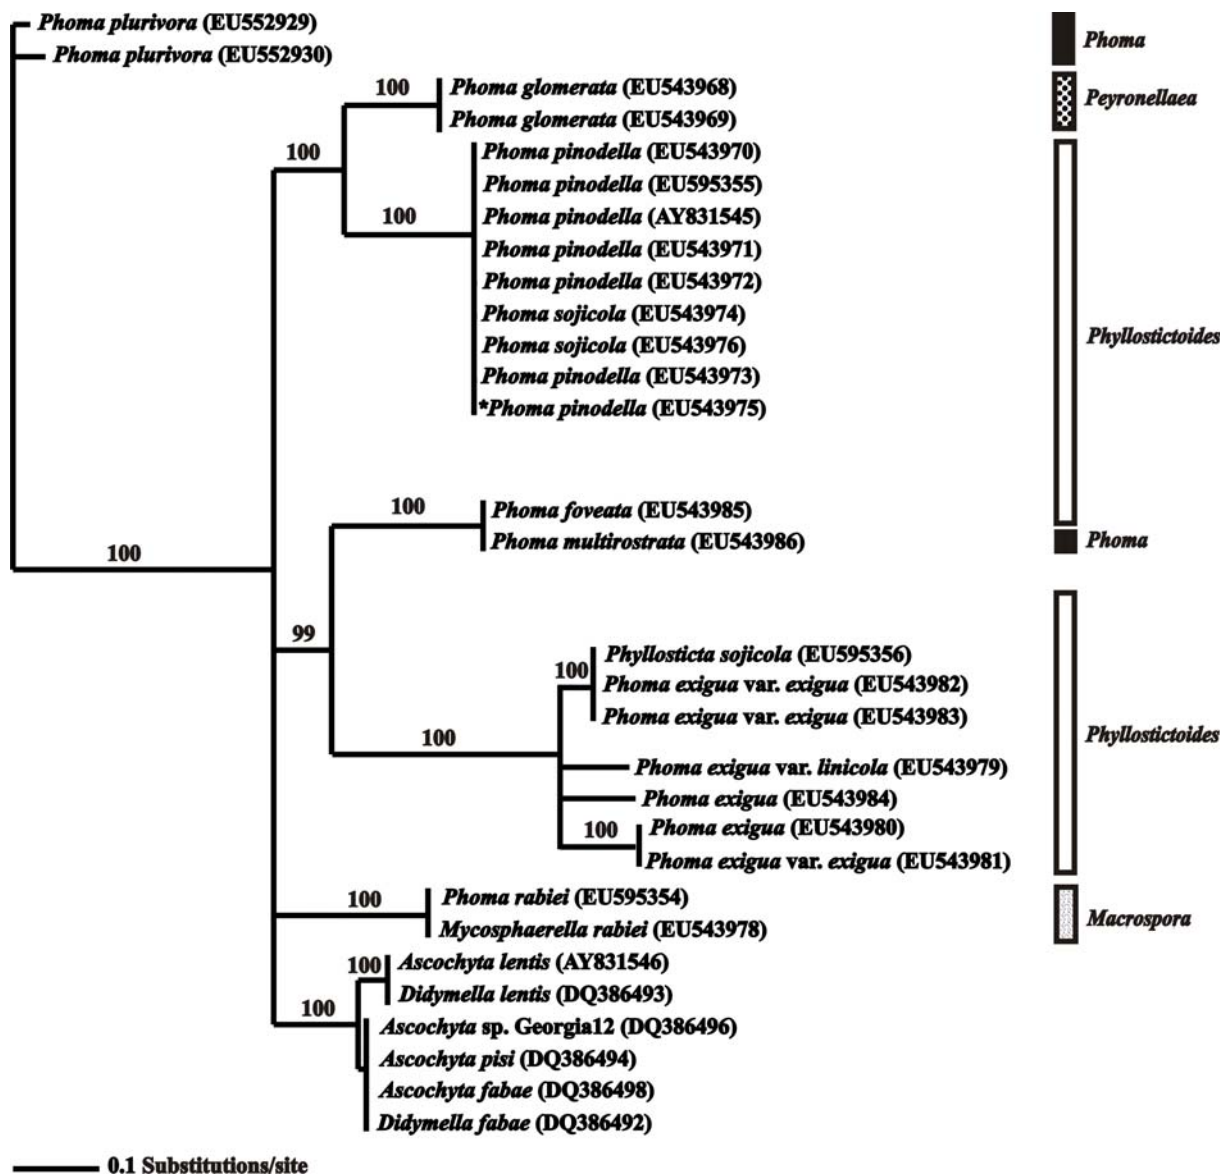 Phoma plurivora (EU552929)
Phoma
Phoma plurivora (EU552930)
100
Phoma glomerata (EU543968)
Peyronellaea
Phoma glomerata (EU543969)
100
Phoma pinodella (EU543970)
Phoma pinodella (EU595355)
100
Phoma pinodella (AY831545)
Phoma pinodella (EU543971)
Phoma pinodella (EU543972)
Phoma sojicola (EU543974)
Phyllostictoides
Phoma sojicola (EU543976)
Phoma pinodella (EU543973)
*Phoma pinodella (EU543975)
100
Phoma foveata (EU543985)
Phoma multirostrata (EU543986)
Phoma
100
99
Phyllosticta sojicola (EU595356)
100
Phoma exigua var. exigua (EU543982)
Phoma exigua var. exigua (EU543983)
100
Phyllostictoides
Phoma exigua var. linicola (EU543979)
Phoma exigua (EU543984)
100
Phoma exigua (EU543980)
Phoma exigua var. exigua (EU543981)
100
Phoma rabiei (EU595354)
Macrospora
Mycosphaerella rabiei (EU543978)
100
Ascochyta lentis (AY831546)
Didymella lentis (DQ386493)
100
Ascochyta sp. Georgia12 (DQ386496)
Ascochyta pisi (DQ386494)
Ascochyta fabae (DQ386498)
Didymella fabae (DQ386492)
0.1 Substitutions/site